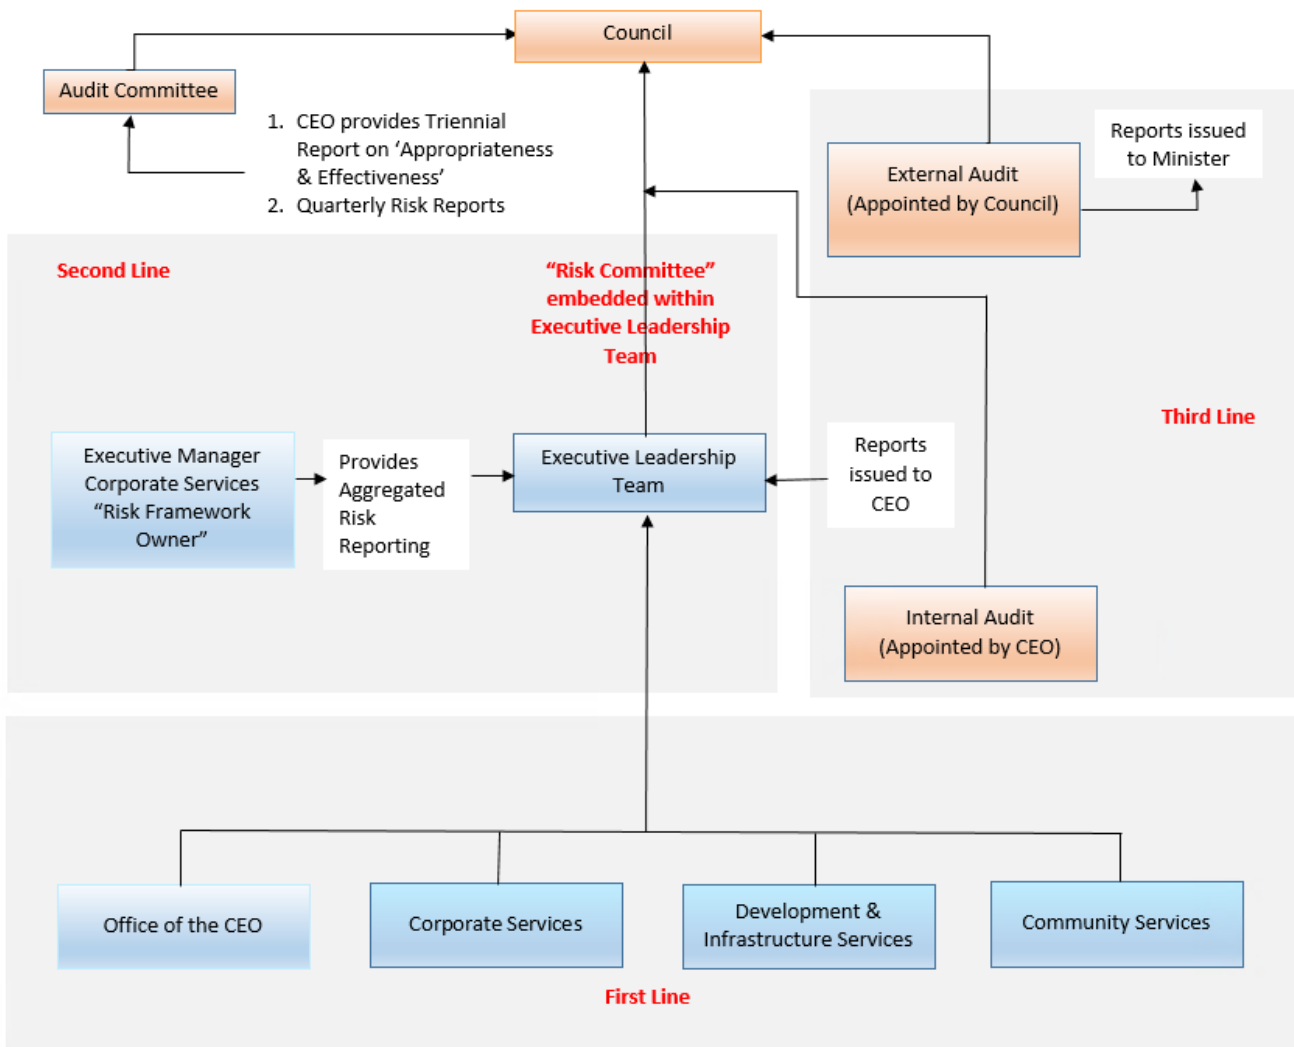 Council
Audit Committee
1. CEO provides Triennial
Report on ‘Appropriateness
& Effectiveness’
2. Quarterly Risk Reports
External Audit
(Appointed by Council)
Reports issued
to Minister
Second Line
“Risk Committee”
embedded within
Executive Leadership
Team
Third Line
Executive Manager
Corporate Services
“Risk Framework
Owner”
Provides
Aggregated
Risk
Reporting
Executive Leadership
Team
Reports
issued to
CEO
Internal Audit
(Appointed by CEO)
Office of the CEO
Corporate Services
Development &
Infrastructure Services
Community Services
First Line